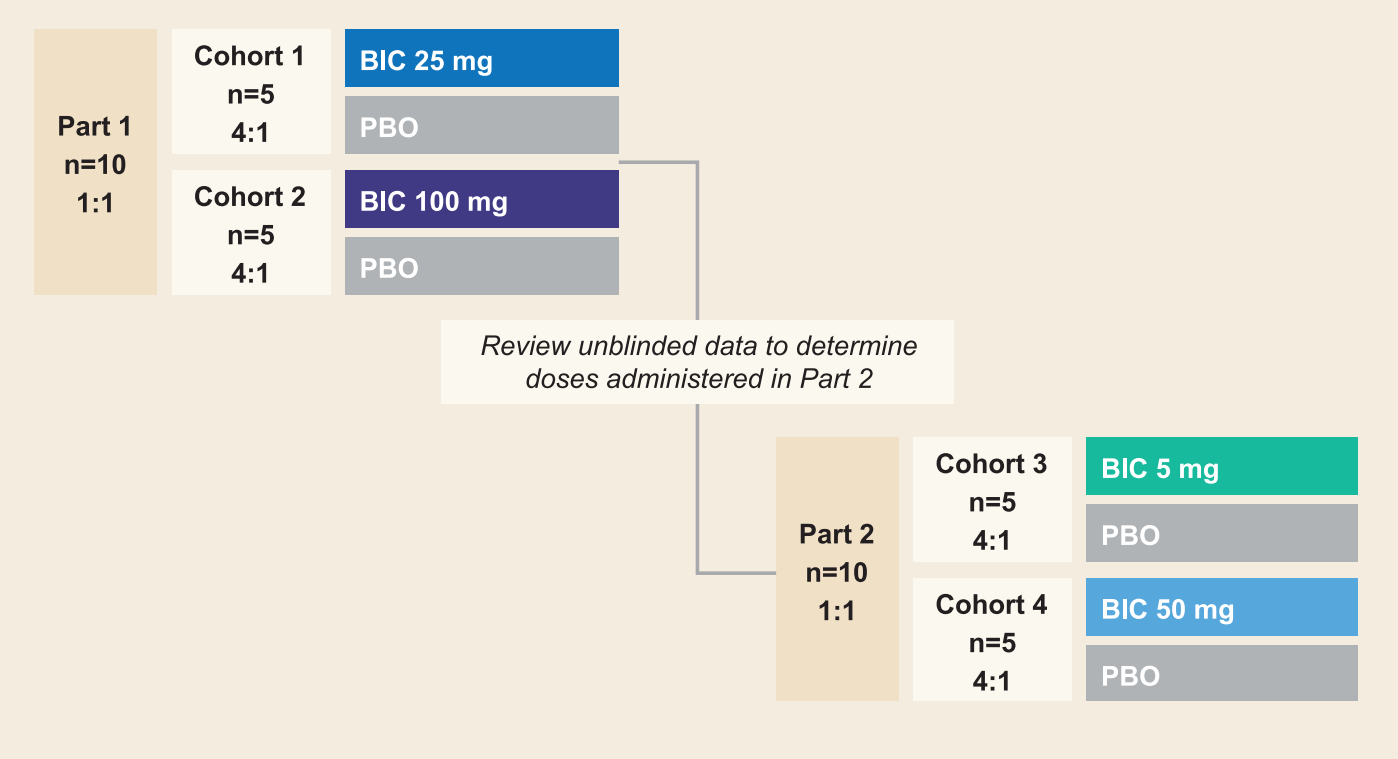 Part 1
n=10
1:1
Cohort 1
n=5
4:1
BIC 25 mg
PBO
Cohort 2
n=5
4:1
BIC 100 mg
PBO
Review unblinded data to determine
doses administered in Part 2
Part 2
n=10
1:1
Cohort 3
n=5
4:1
BIC 5 mg
PBO
Cohort 4
n=5
4:1
BIC 50 mg
PBO